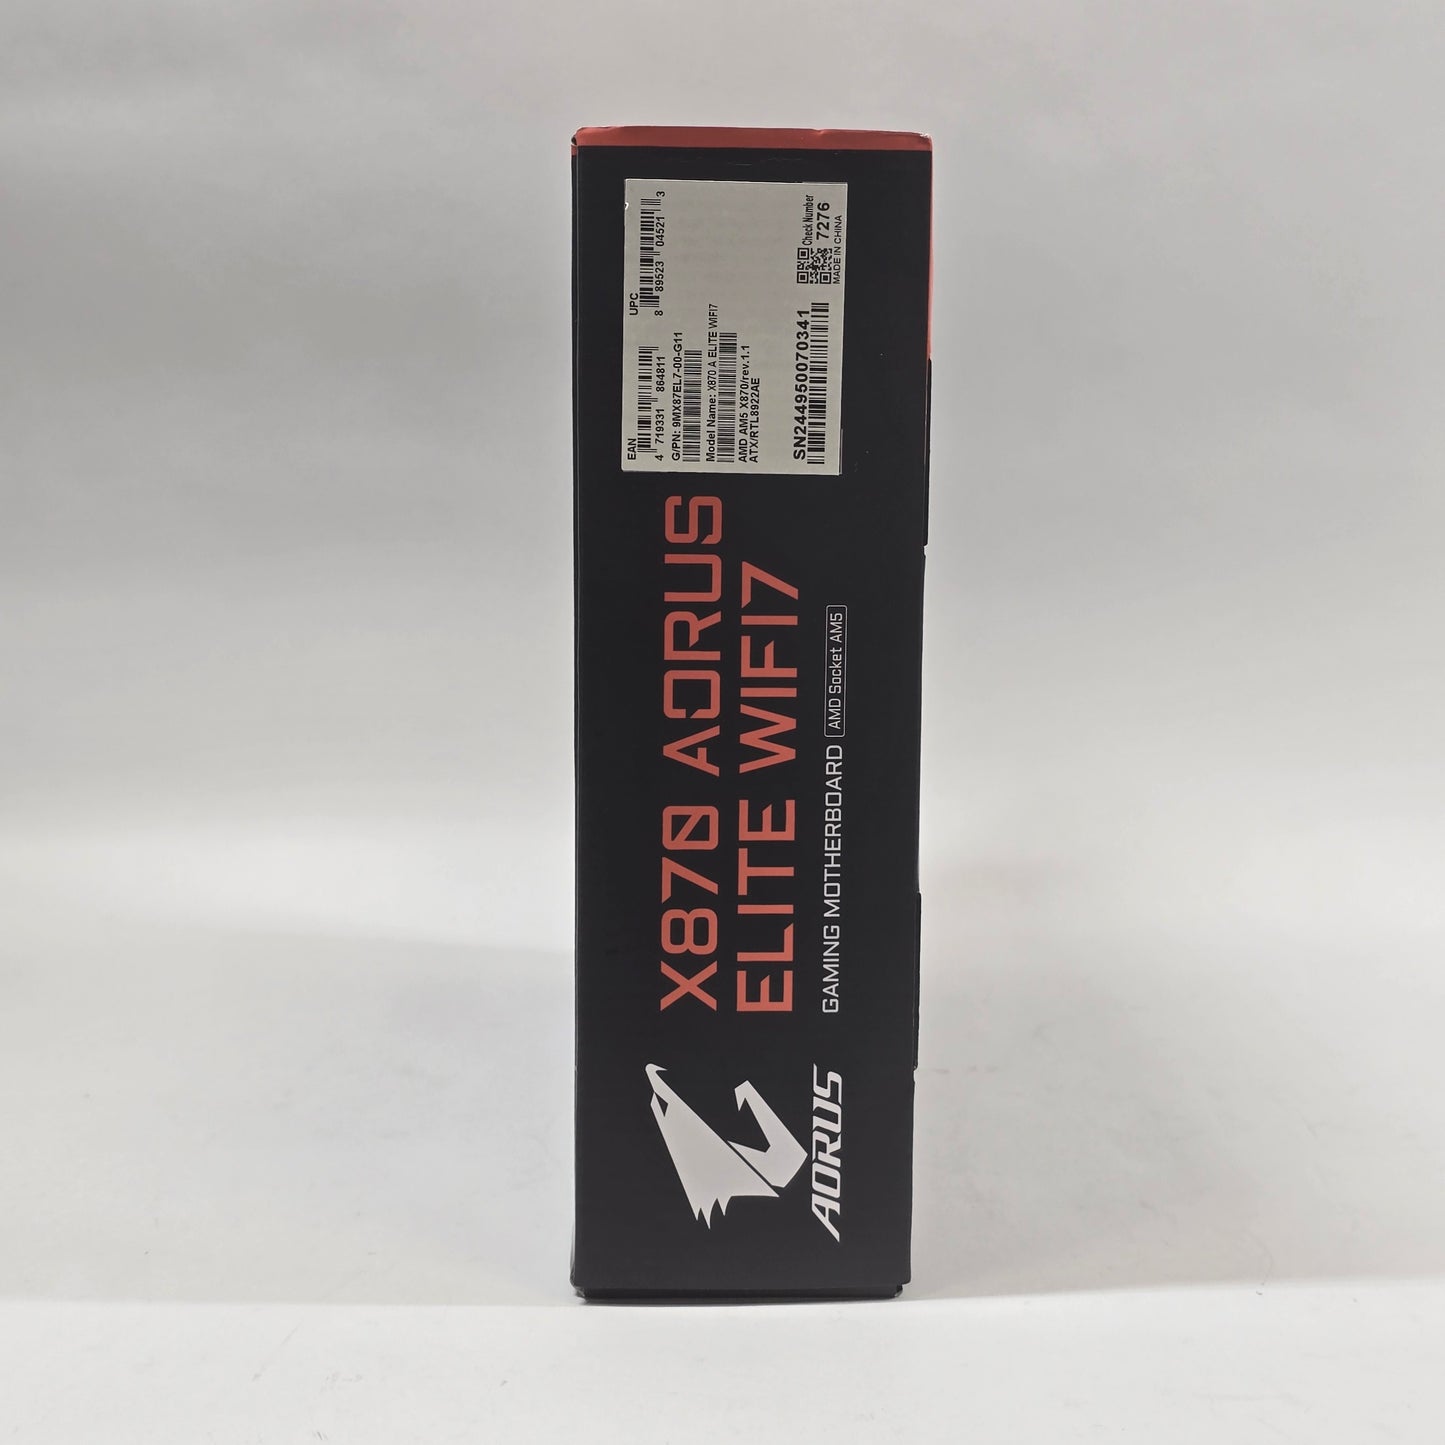 EAN
4 719331 864811
UPC
8 89523 04521 3
G/PN: 9MX87EL7-00-G11
Model Name: X870 A ELITE WIFI7
AMD AM5 X870/rev.1.1
ATX/RTL8922AE
SN244950070341
Check Number
7276
MADE IN CHINA
X870 AORUS
ELITE WIFI7
GAMING MOTHERBOARD AMD Socket AM5
AORUS